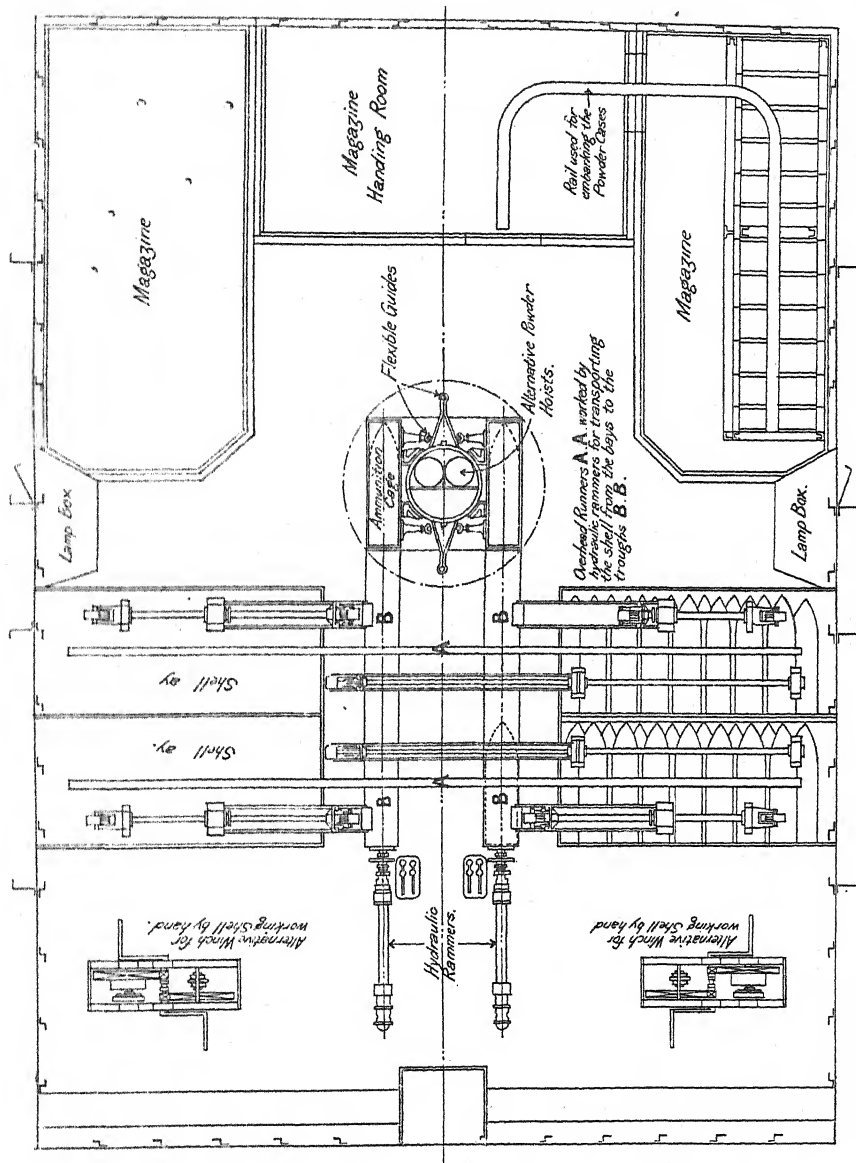 Magazine
Magazine
Handing Room
Rail used for
embarking the
Powder Cases
Magazine
Flexible Guides
Alternative Powder
Hoists.
Ammunition
Cage
Lamp Box
Lamp Box.
Overhead Runners A.A. worked by
hydraulic rammers for transporting
the shell from the bays to the
troughs B.B.
B
B
A
Shell
ay
Shell
ay.
A
B
B
Hydraulic
Rammers.
Alternative Winch for
working Shell by hand.
Alternative Winch for
working Shell by hand